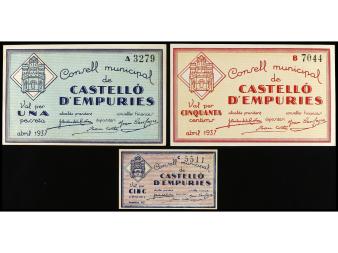 A 3279
Consell municipal
de
CASTELLÓ
D'EMPURIES
Val per
UNA
pesseta
abril 1937
B 7044
Consell municipal
de
CASTELLÓ
D'EMPURIES
Val per
CINQUANTA
cèntims
abril 1937
C 5511
Consell municipal
CASTELLÓ
D'EMPURIES
Val per
CINC